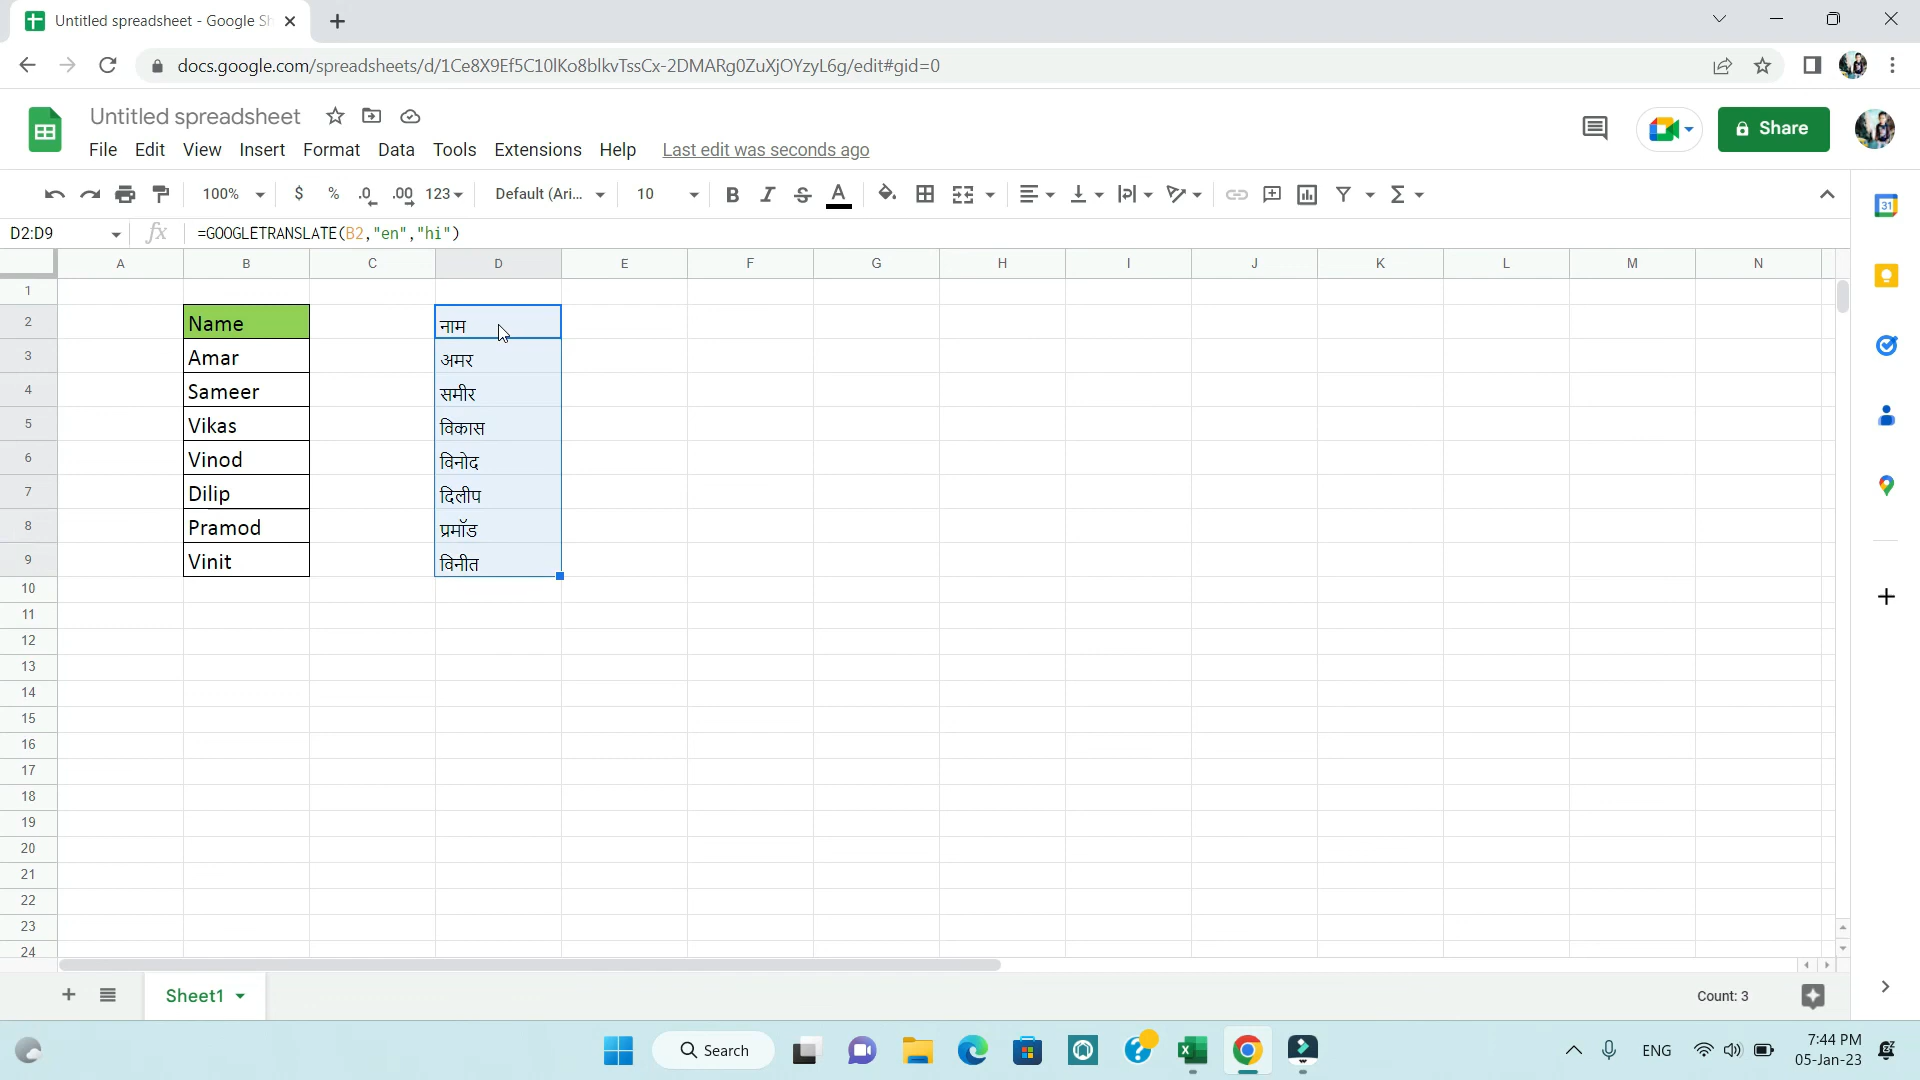 Untitled spreadsheet - Google Sh
docs.google.com/spreadsheets/d/1Ce8X9Ef5C10lKo8blkvTssCx-2DMARg0ZuXjOYzyL6g/edit#gid=0
Untitled spreadsheet
File Edit View Insert Format Data Tools Extensions Help Last edit was seconds ago
Share
100% $ % .0 .00 123 Default (Ari... 10 B I S A Σ
31
D2:D9 fx =GOOGLETRANSLATE(B2,"en","hi")
A B C D E F G H I J K L M N
1
2 Name नाम
3 Amar अमर
4 Sameer समीर
5 Vikas विकास
6 Vinod विनोद
7 Dilip दिलीप
8 Pramod प्रमॉड
9 Vinit विनीत
10
11
12
13
14
15
16
17
18
19
20
21
22
23
24
Sheet1 Count: 3
Search ENG 7:44 PM
05-Jan-23